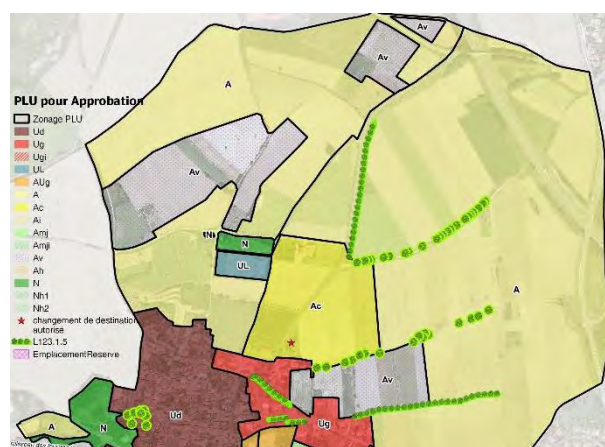 Av
A
Av
PLU pour Approbation
Zonage PLU
Ud
Ug
Ugi
UL
AUg
A
Ac
Ai
Amj
Amji
Av
Ah
N
Nh1
Nh2
changement de destination
autorisé
L123.1.5
EmplacementReserve
Av
N
UL
Ac
A
Av
Ud
Ug
A
N